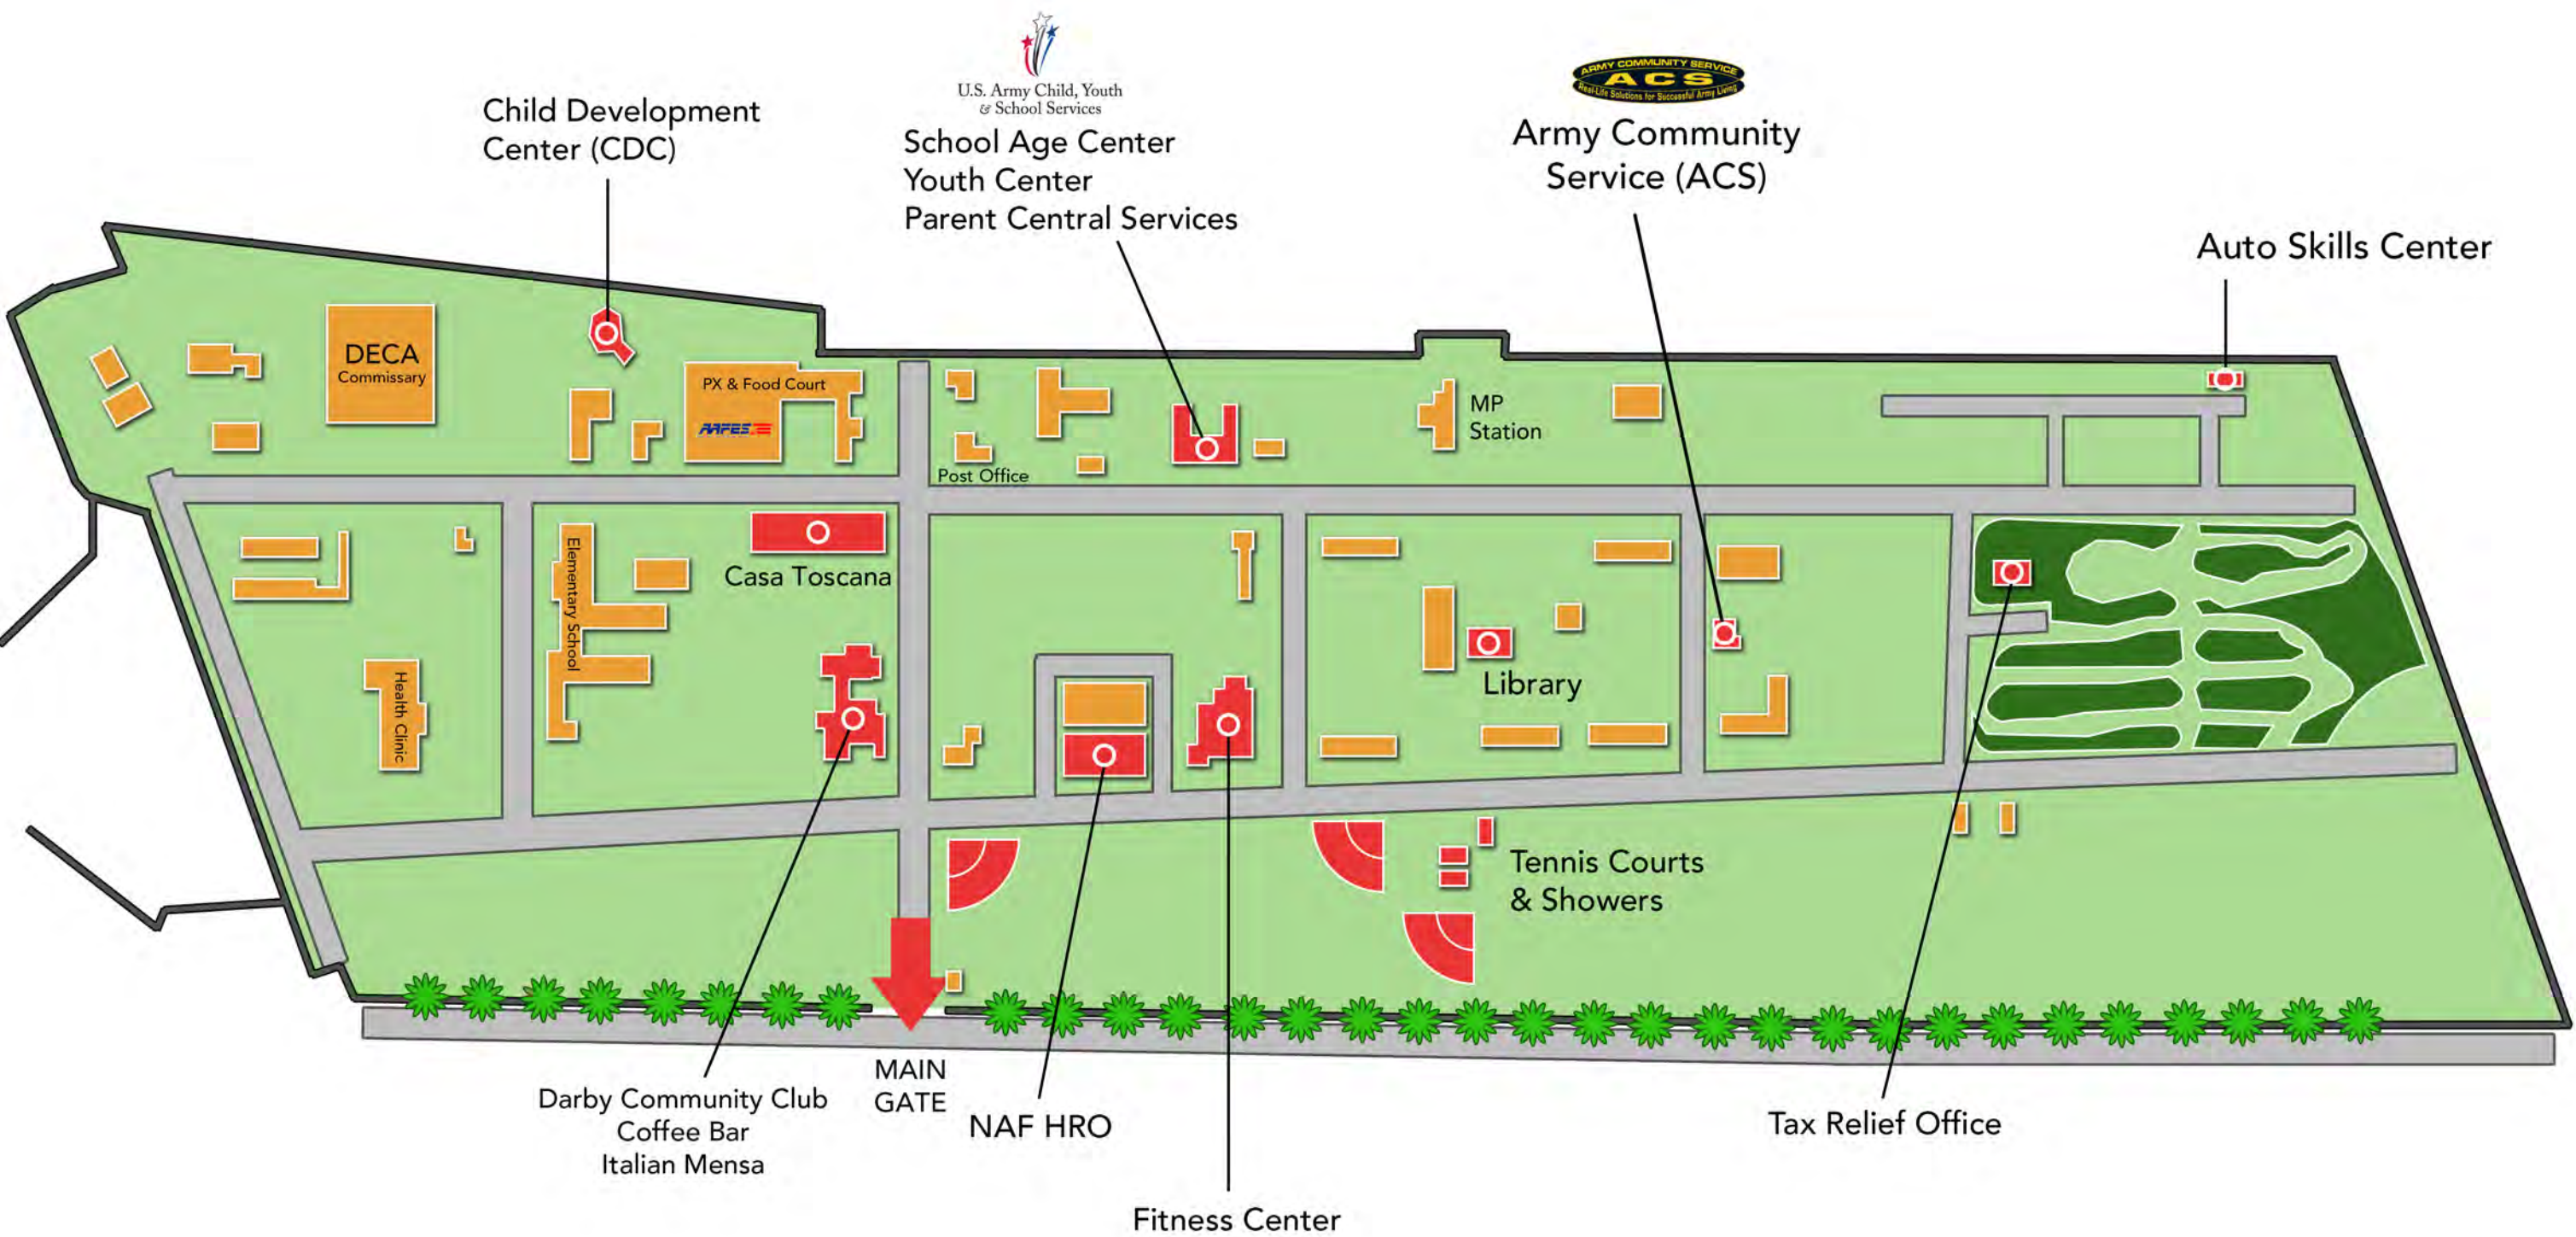 U.S. Army Child, Youth
& School Services
ARMY COMMUNITY SERVICE
ACS
Real-Life Solutions for Successful Army Living
Child Development
Center (CDC)
School Age Center
Youth Center
Parent Central Services
Army Community
Service (ACS)
Auto Skills Center
DECA
Commissary
PX & Food Court
AAFES
MP
Station
Post Office
Elementary School
Casa Toscana
Health Clinic
Library
Tennis Courts
& Showers
MAIN
GATE
Darby Community Club
Coffee Bar
Italian Mensa
NAF HRO
Tax Relief Office
Fitness Center